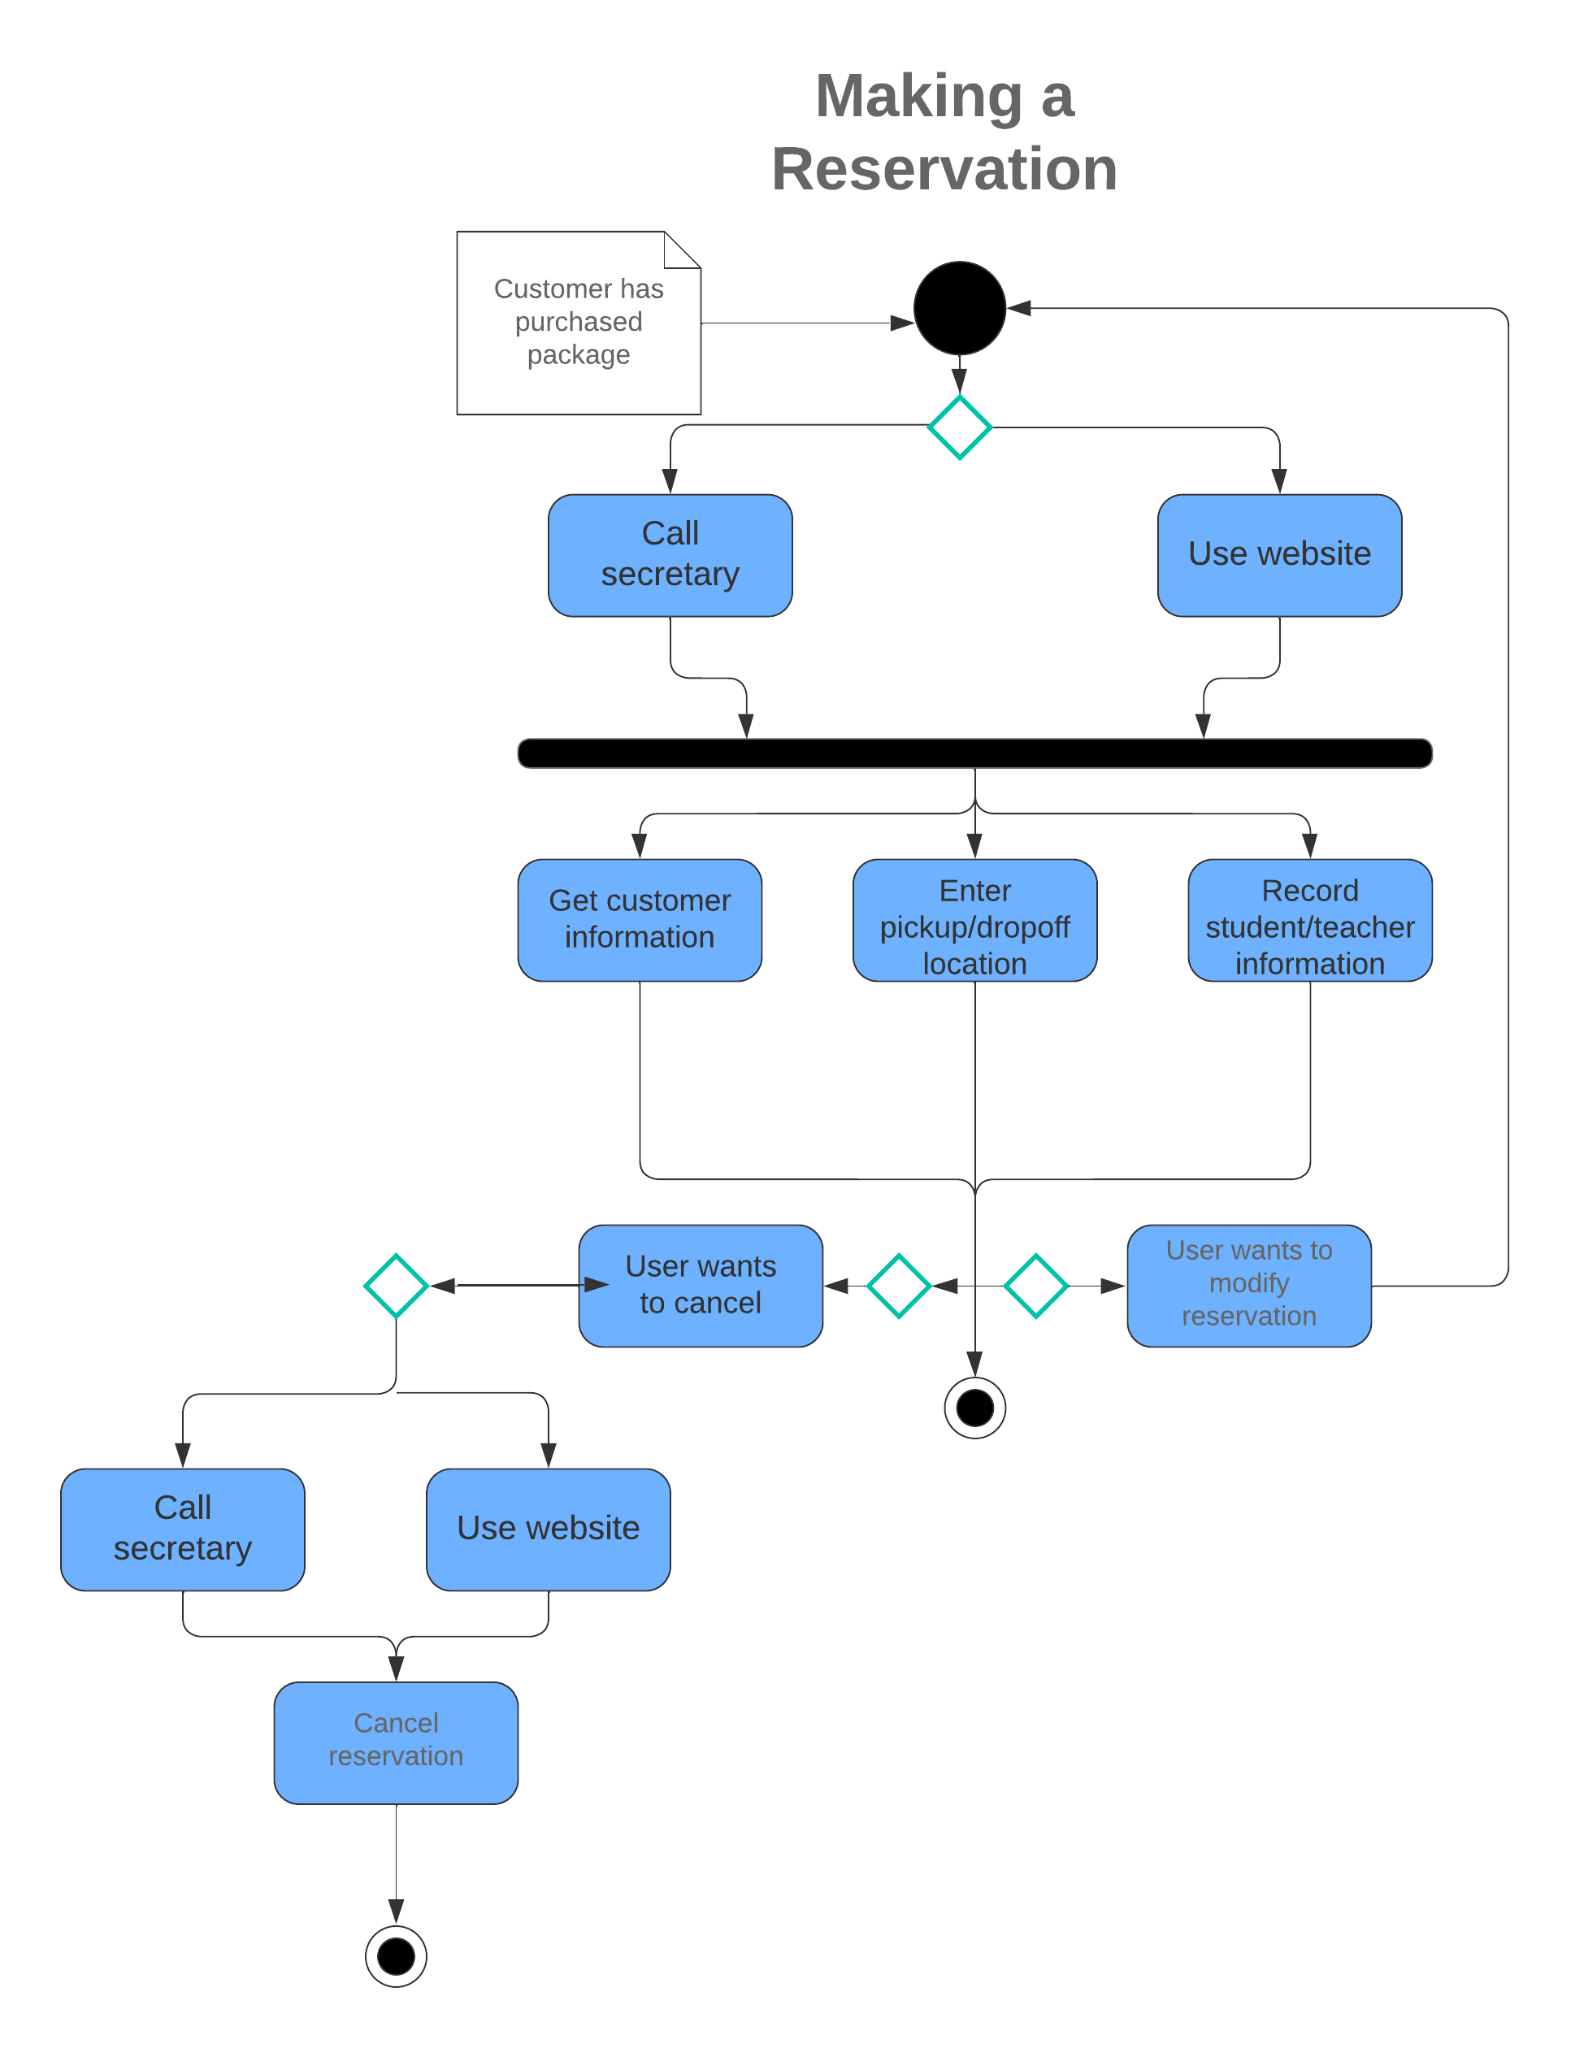 Making a
Reservation
Customer has
purchased
package
Call
secretary
Use website
Get customer
information
Enter
pickup/dropoff
location
Record
student/teacher
information
User wants
to cancel
User wants to
modify
reservation
Call
secretary
Use website
Cancel
reservation